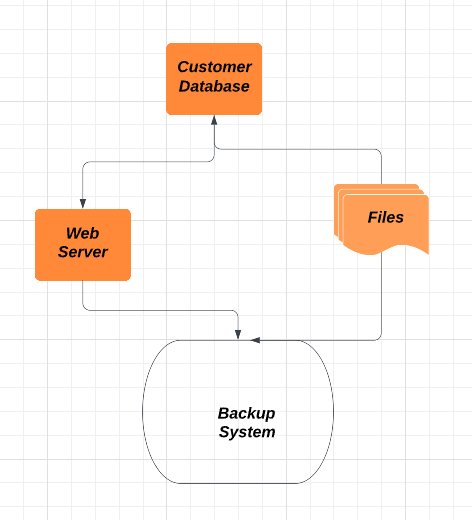 Customer
Database
Web
Server
Files
Backup
System